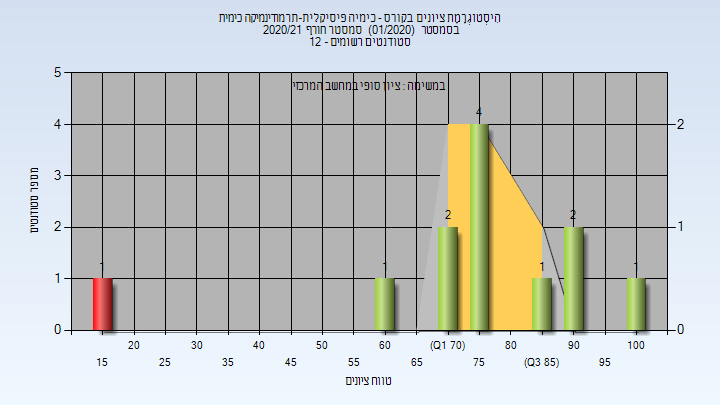 היסטוגרמת ציונים בקורס - כימיה פיסיקלית-תרמודינמיקה כימית
בסמסטר (01/2020) סמסטר חורף 2020/21
סטודנטים רשומים - 12
במשימה : ציון סופי במחשב המרכזי
מספר סטודנטים
5
4
3
2
1
0
2
1
0
1
1
2
4
1
2
1
20 30 40 50 60 (Q1 70) 80 90 100
15 25 35 45 55 65 75 (Q3 85) 95
טווח ציונים